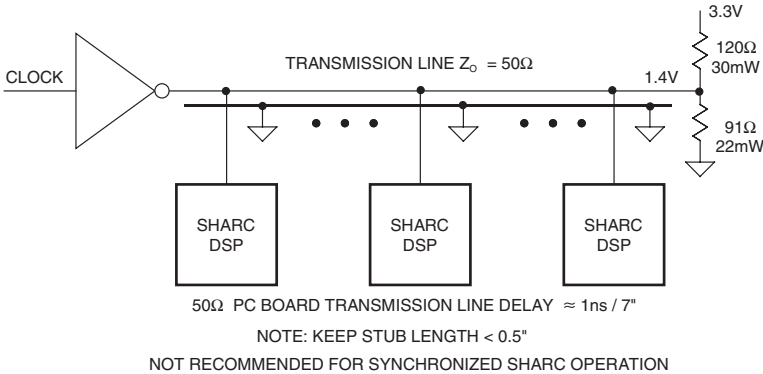 3.3V
120Ω
30mW
CLOCK
TRANSMISSION LINE Zₒ = 50Ω
1.4V
91Ω
22mW
SHARC
DSP
SHARC
DSP
SHARC
DSP
50Ω PC BOARD TRANSMISSION LINE DELAY ≈ 1ns / 7"
NOTE: KEEP STUB LENGTH < 0.5"
NOT RECOMMENDED FOR SYNCHRONIZED SHARC OPERATION